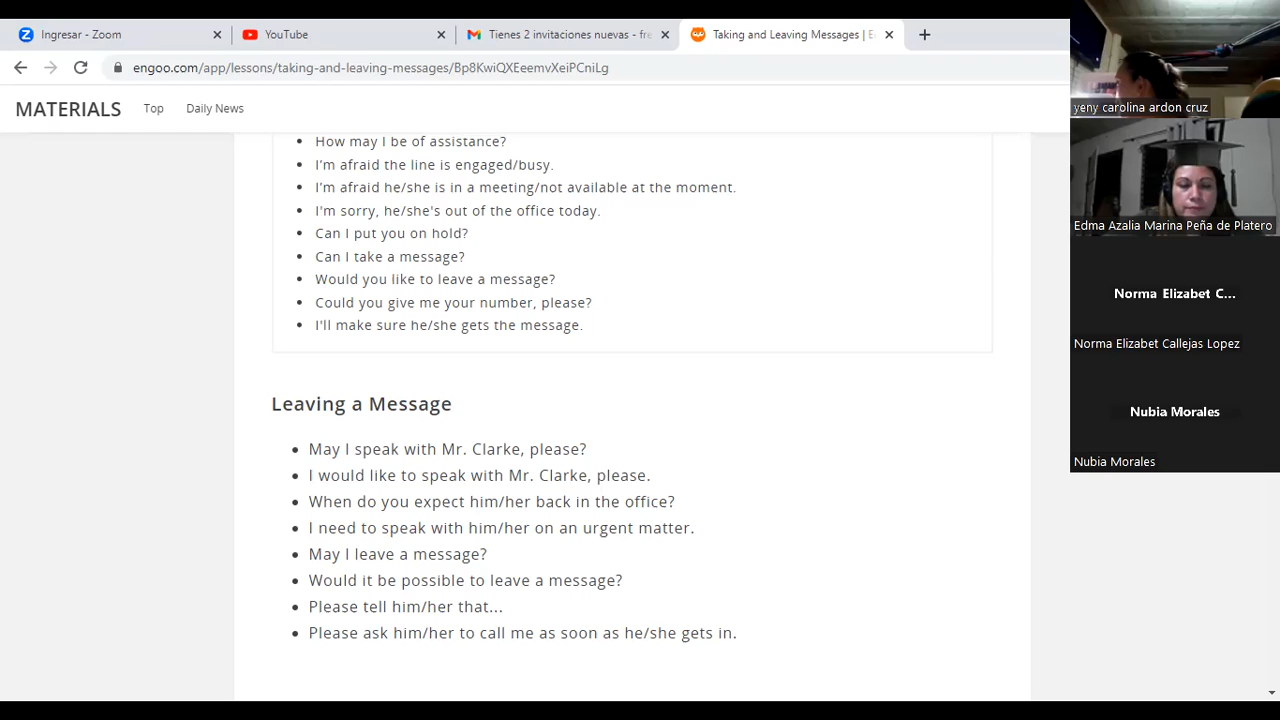 Ingresar - Zoom
YouTube
Tienes 2 invitaciones nuevas - fre
Taking and Leaving Messages | E
engoo.com/app/lessons/taking-and-leaving-messages/Bp8KwiQXEeemvXeiPCniLg
MATERIALS Top Daily News
• How may I be of assistance?
• I'm afraid the line is engaged/busy.
• I'm afraid he/she is in a meeting/not available at the moment.
• I'm sorry, he/she's out of the office today.
• Can I put you on hold?
• Can I take a message?
• Would you like to leave a message?
• Could you give me your number, please?
• I'll make sure he/she gets the message.
Leaving a Message
• May I speak with Mr. Clarke, please?
• I would like to speak with Mr. Clarke, please.
• When do you expect him/her back in the office?
• I need to speak with him/her on an urgent matter.
• May I leave a message?
• Would it be possible to leave a message?
• Please tell him/her that...
• Please ask him/her to call me as soon as he/she gets in.
yeny carolina ardon cruz
Edma Azalia Marina Peña de Platero
Norma Elizabet C...
Norma Elizabet Callejas Lopez
Nubia Morales
Nubia Morales